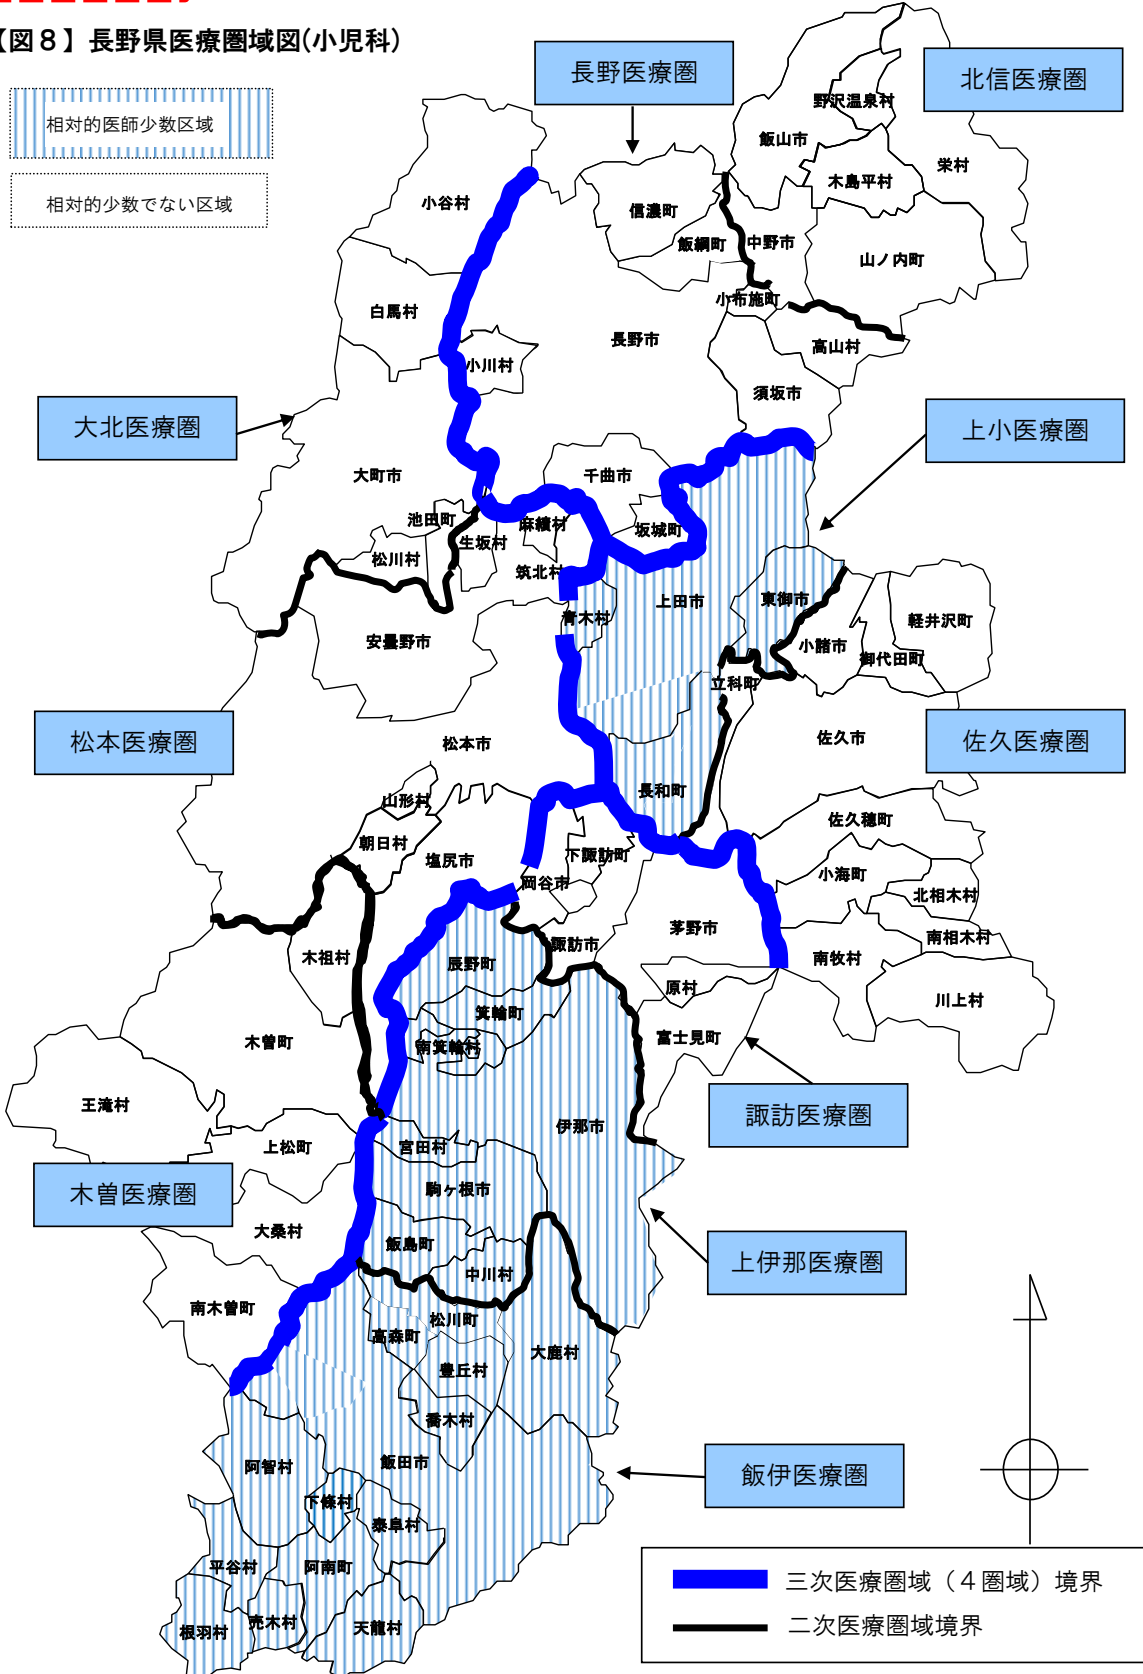 【図８】長野県医療圏域図(小児科)
相対的医師少数区域
相対的少数でない区域
長野医療圏
北信医療圏
野沢温泉村
飯山市
栄村
木島平村
小谷村
信濃町
飯綱町
中野市
山ノ内町
小布施町
白馬村
長野市
高山村
小川村
須坂市
大北医療圏
上小医療圏
大町市
千曲市
池田町
麻績村
坂城町
生坂村
松川村
筑北村
上田市
東御市
青木村
軽井沢町
安曇野市
小諸市
御代田町
立科町
松本医療圏
松本市
佐久市
佐久医療圏
長和町
山形村
佐久穂町
朝日村
塩尻市
下諏訪町
小海町
岡谷市
北相木村
茅野市
南相木村
諏訪市
木祖村
辰野町
南牧村
原村
川上村
箕輪町
富士見町
木曽町
南箕輪村
王滝村
諏訪医療圏
伊那市
上松町
宮田村
木曽医療圏
駒ヶ根市
大桑村
飯島町
上伊那医療圏
中川村
南木曽町
松川町
高森町
大鹿村
豊丘村
喬木村
飯田市
阿智村
飯伊医療圏
下條村
泰阜村
平谷村
阿南町
三次医療圏域（４圏域）境界
売木村
天龍村
二次医療圏域境界
根羽村